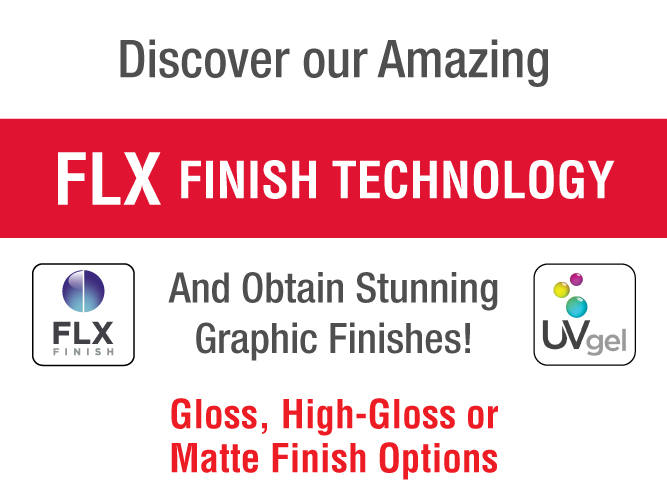 Discover our Amazing
FLX FINISH TECHNOLOGY
And Obtain Stunning
Graphic Finishes!
FLX
FINISH
UVgel
Gloss, High-Gloss or
Matte Finish Options